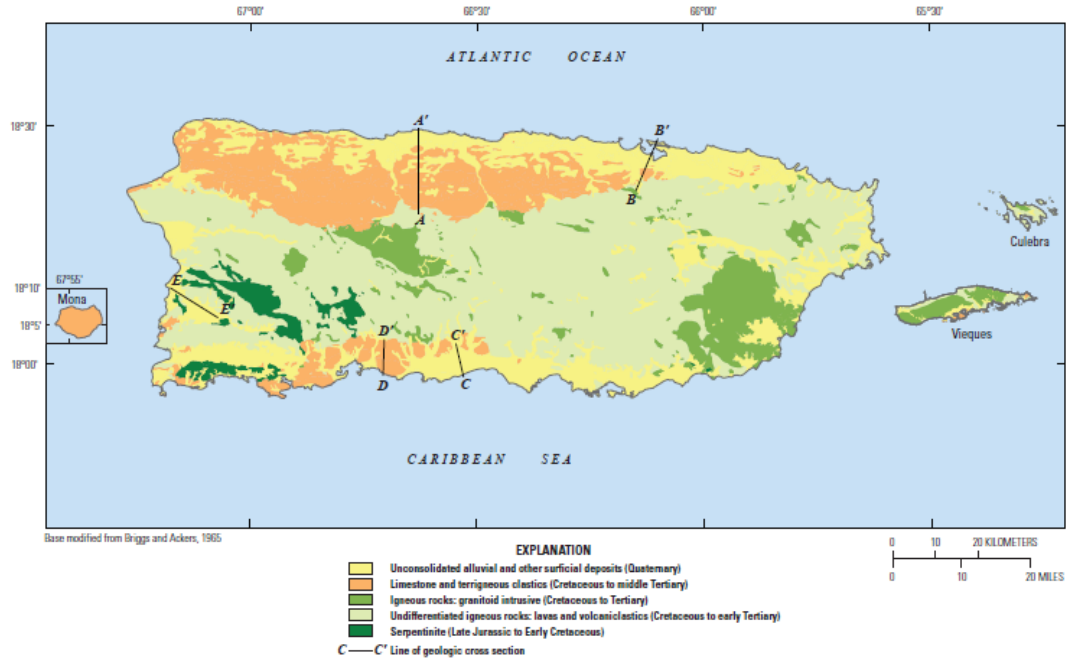 67°00' 66°30' 66°00' 65°30'
ATLANTIC OCEAN
18°30'
A'
B'
B
A
Culebra
67°55'
E'
18°10'
Mona
E
18°5'
Vieques
D' C'
18°00'
D C
CARIBBEAN SEA
Base modified from Briggs and Ackers, 1965
0 10 20 KILOMETERS
0 10 20 MILES
EXPLANATION
Unconsolidated alluvial and other surficial deposits (Quaternary)
Limestone and terrigneous clastics (Cretaceous to middle Tertiary)
Igneous rocks: granitoid intrusive (Cretaceous to Tertiary)
Undifferentiated igneous rocks: lavas and volcaniclastics (Cretaceous to early Tertiary)
Serpentinite (Late Jurassic to Early Cretaceous)
C C' Line of geologic cross section